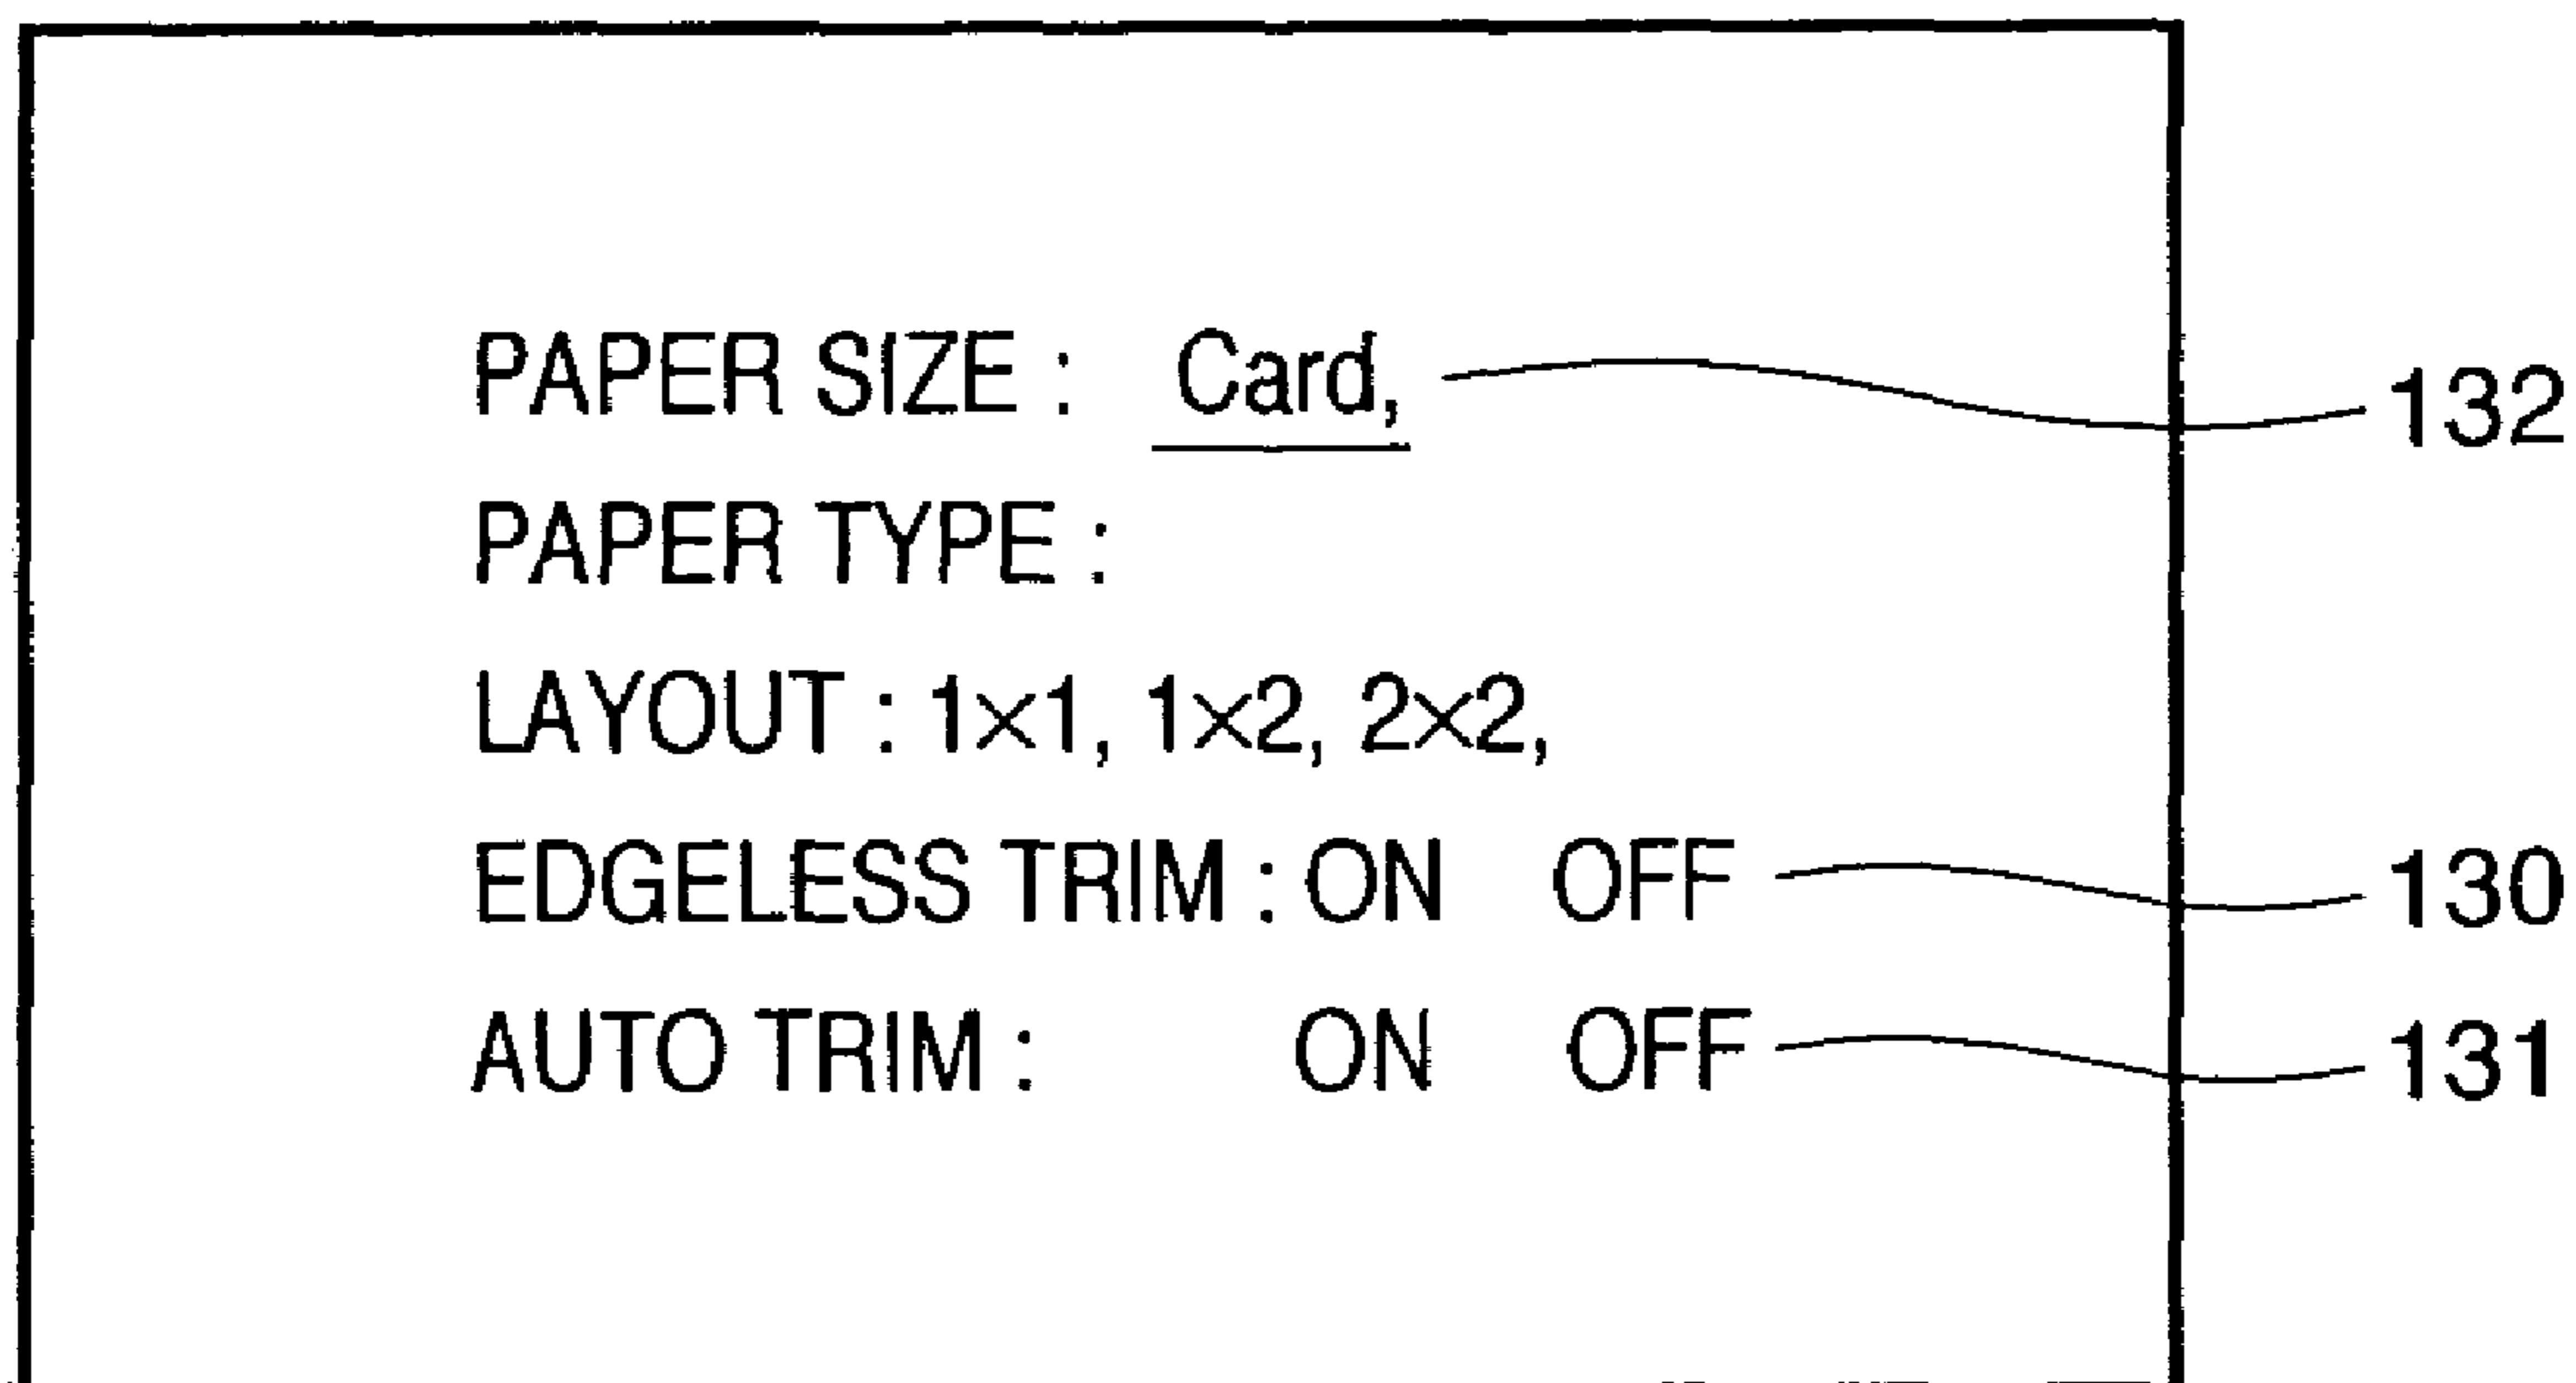 PAPER SIZE : Card, 132
PAPER TYPE :
LAYOUT : 1×1, 1×2, 2×2,
EDGELESS TRIM : ON OFF 130
AUTO TRIM : ON OFF 131